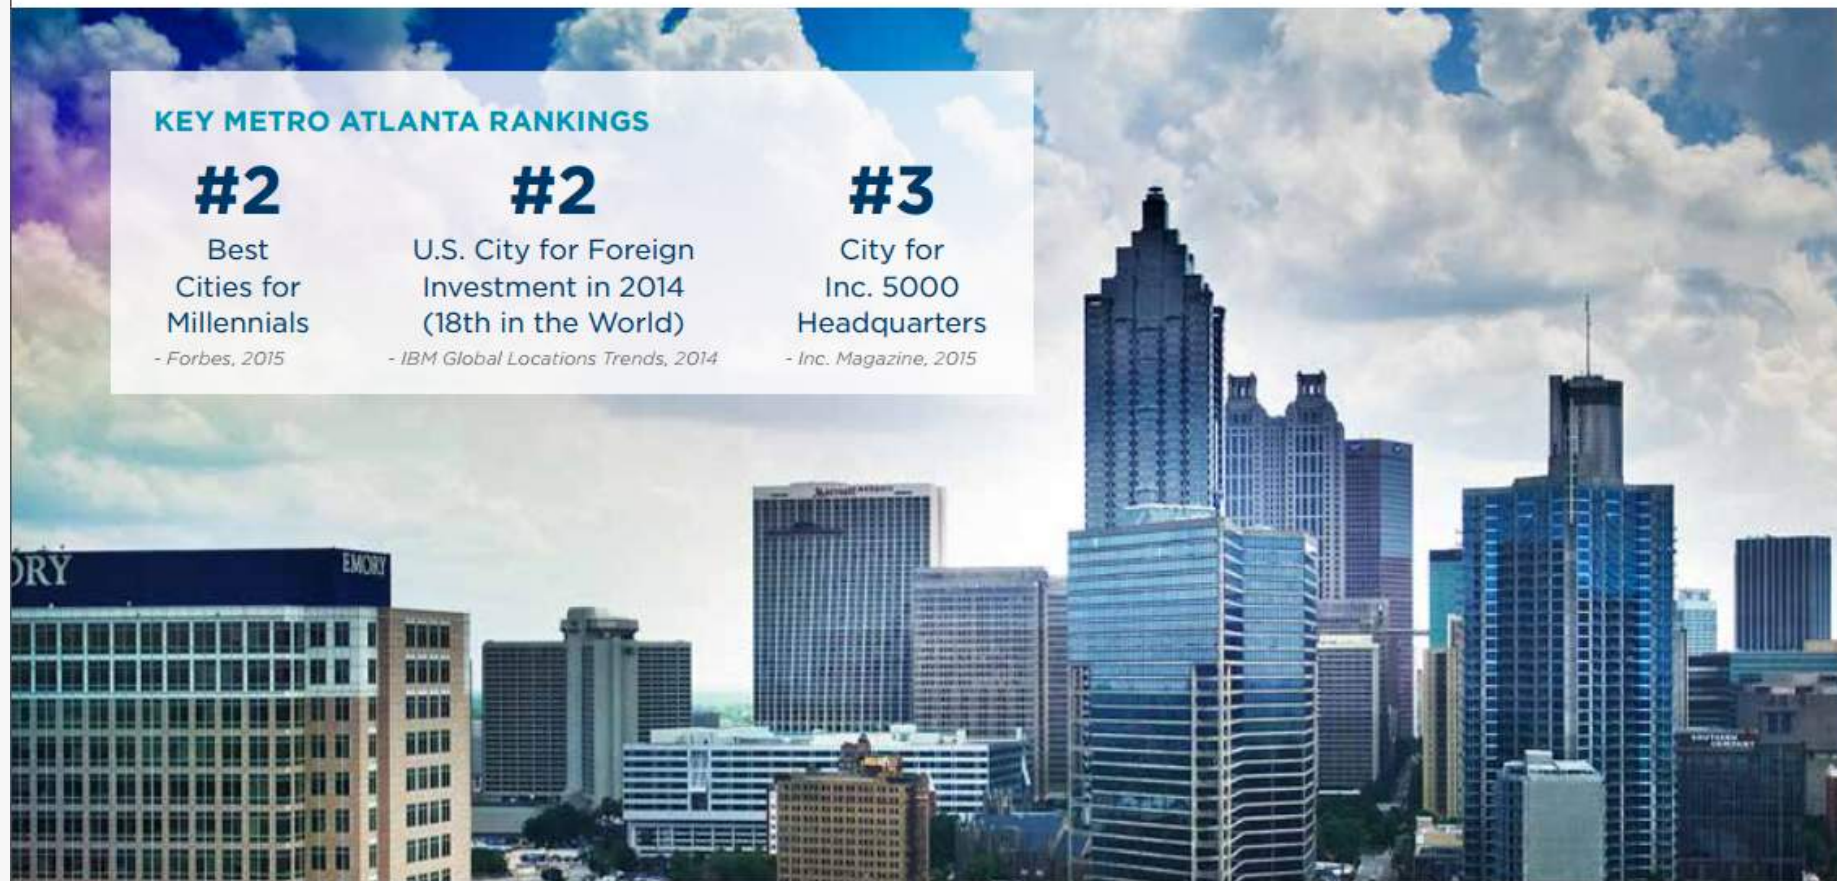 KEY METRO ATLANTA RANKINGS
#2
Best
Cities for
Millennials
- Forbes, 2015
#2
U.S. City for Foreign
Investment in 2014
(18th in the World)
- IBM Global Locations Trends, 2014
#3
City for
Inc. 5000
Headquarters
- Inc. Magazine, 2015
ORY
EMORY
SOUTHERN
COMPANY